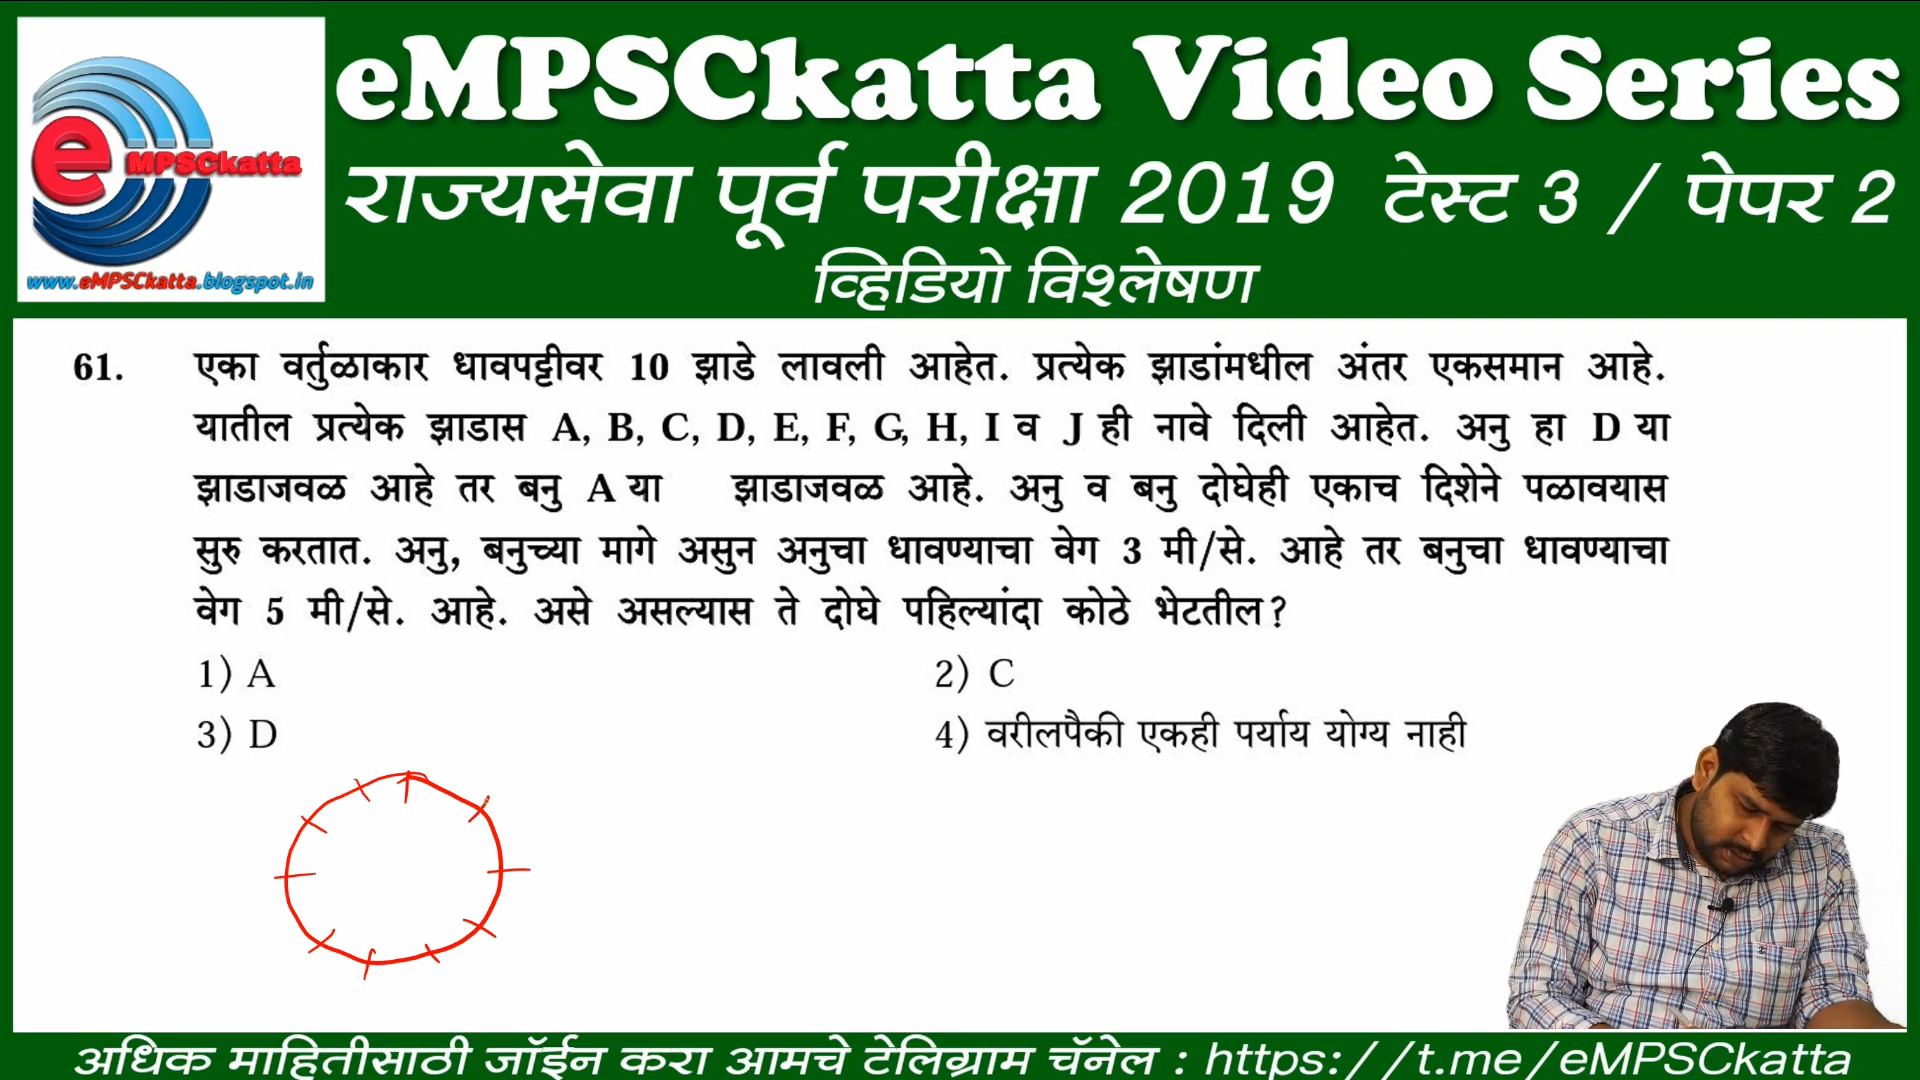 eMPSCkatta Video Series
e MPSCkatta
राज्यसेवा पूर्व परीक्षा 2019 टेस्ट 3 / पेपर 2
व्हिडियो विश्लेषण
www.eMPSCkatta.blogspot.in
61. एका वर्तुळाकार धावपट्टीवर 10 झाडे लावली आहेत. प्रत्येक झाडांमधील अंतर एकसमान आहे.
यातील प्रत्येक झाडास A, B, C, D, E, F, G, H, I व J ही नावे दिली आहेत. अनु हा D या
झाडाजवळ आहे तर बनु A या झाडाजवळ आहे. अनु व बनु दोघेही एकाच दिशेने पळावयास
सुरु करतात. अनु, बनुच्या मागे असुन अनुचा धावण्याचा वेग 3 मी/से. आहे तर बनुचा धावण्याचा
वेग 5 मी/से. आहे. असे असल्यास ते दोघे पहिल्यांदा कोठे भेटतील?
1) A 2) C
3) D 4) वरीलपैकी एकही पर्याय योग्य नाही
अधिक माहितीसाठी जॉईन करा आमचे टेलिग्राम चॅनेल : https://t.me/eMPSCkatta